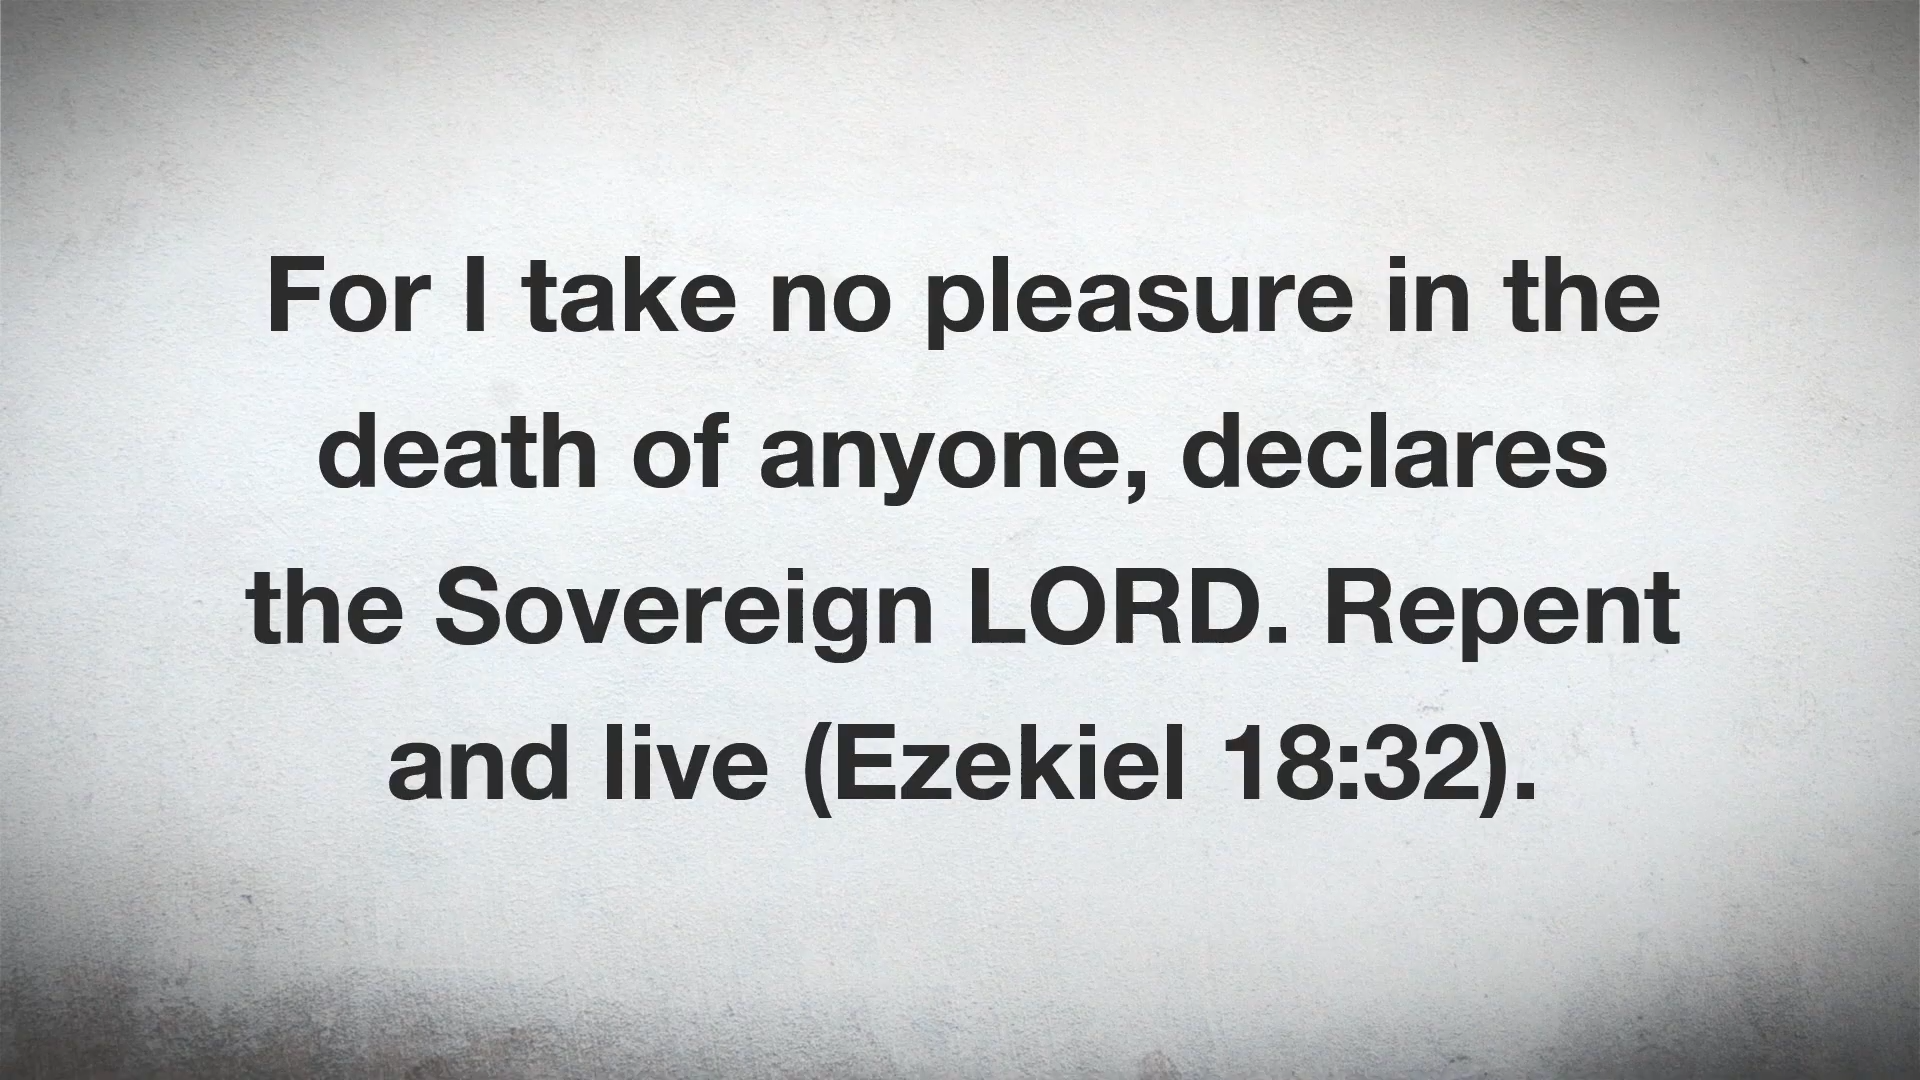 For I take no pleasure in the
death of anyone, declares
the Sovereign LORD. Repent
and live (Ezekiel 18:32).